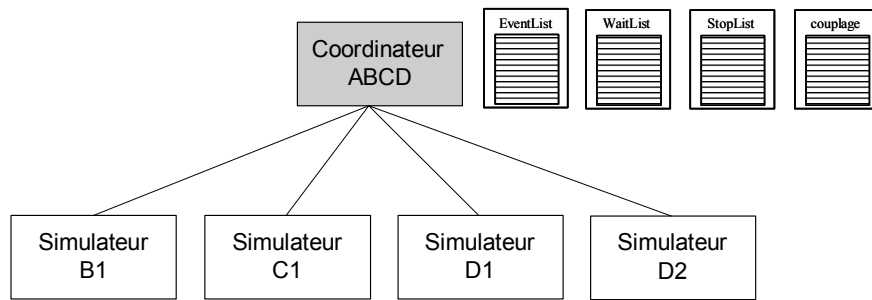 EventList
WaitList
StopList
couplage
Coordinateur
ABCD
Simulateur
B1
Simulateur
C1
Simulateur
D1
Simulateur
D2